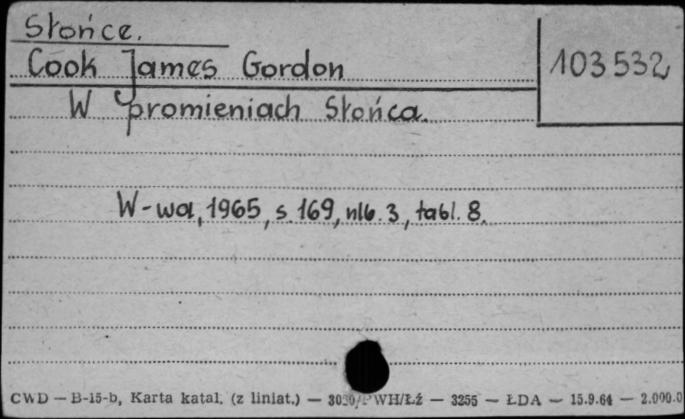 Słońce.
Cook James Gordon
103532
W promieniach Słońca.
W-wa, 1965, s. 169, nlb. 3, tabl. 8.
CWD — B-15-b, Karta katal. (z liniat.) — WH/Łź — 3255 — ŁDA — 15.9.64 — 2.000.0